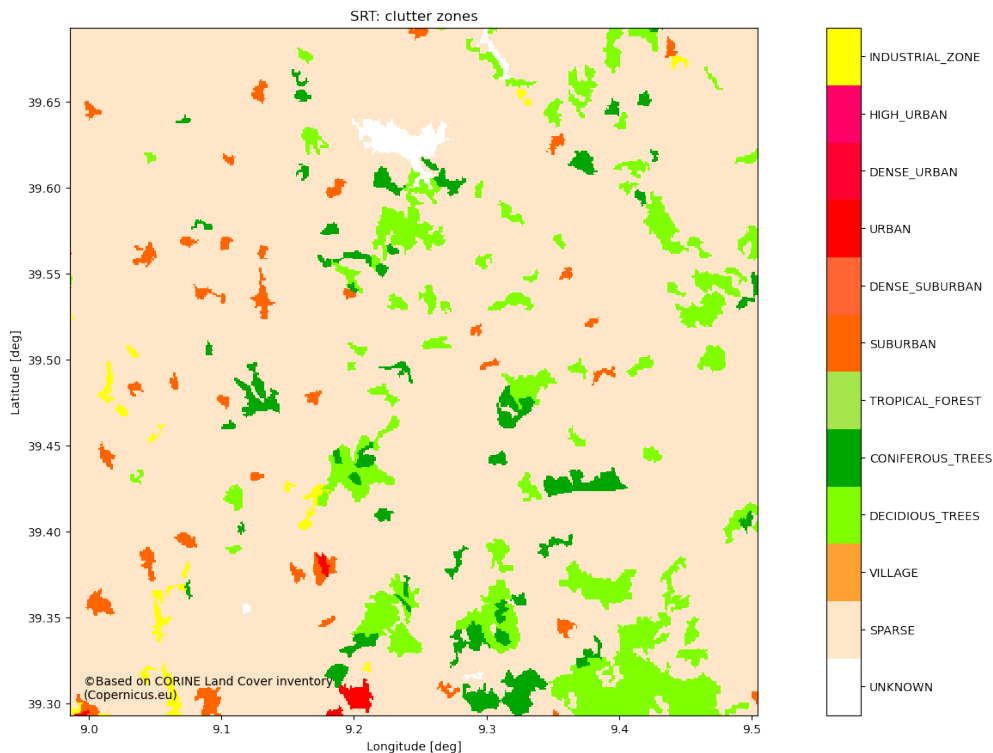 SRT: clutter zones
39.65
39.60
39.55
39.50
39.45
39.40
39.35
39.30
Latitude [deg]
©Based on CORINE Land Cover inventory
(Copernicus.eu)
9.0 9.1 9.2 9.3 9.4 9.5
Longitude [deg]
INDUSTRIAL_ZONE
HIGH_URBAN
DENSE_URBAN
URBAN
DENSE_SUBURBAN
SUBURBAN
TROPICAL_FOREST
CONIFEROUS_TREES
DECIDIOUS_TREES
VILLAGE
SPARSE
UNKNOWN